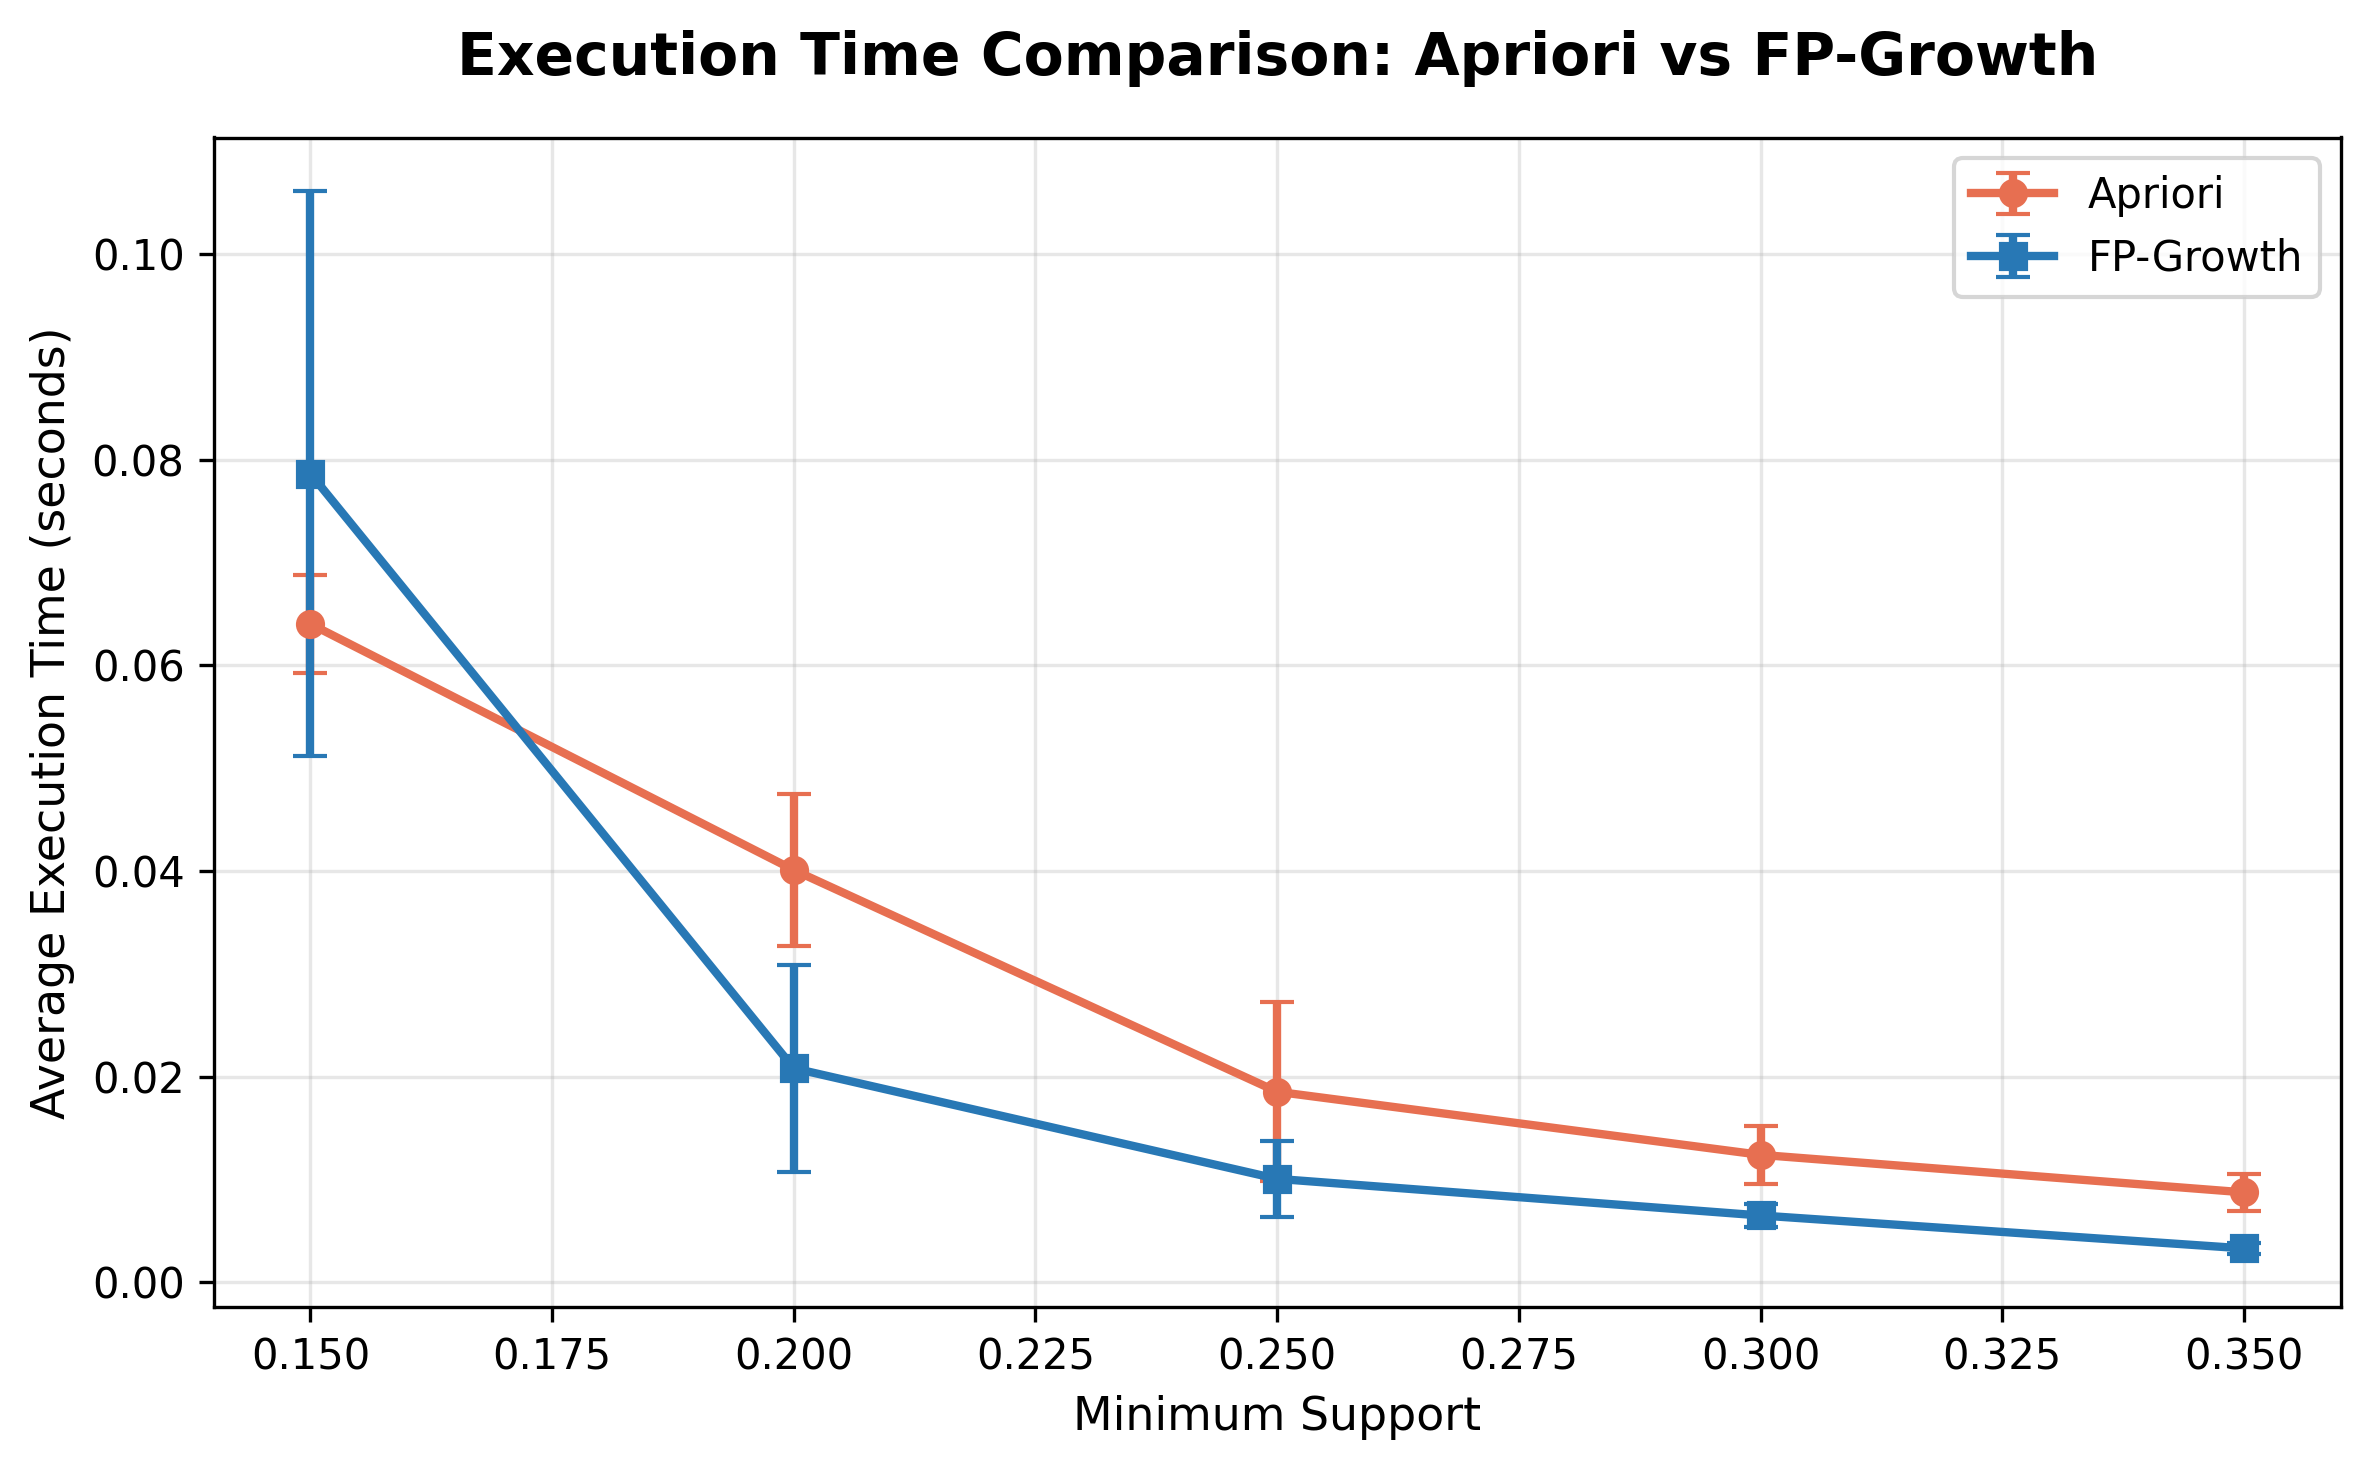 Execution Time Comparison: Apriori vs FP-Growth
Apriori
FP-Growth
Average Execution Time (seconds)
0.10
0.08
0.06
0.04
0.02
0.00
0.150 0.175 0.200 0.225 0.250 0.275 0.300 0.325 0.350
Minimum Support